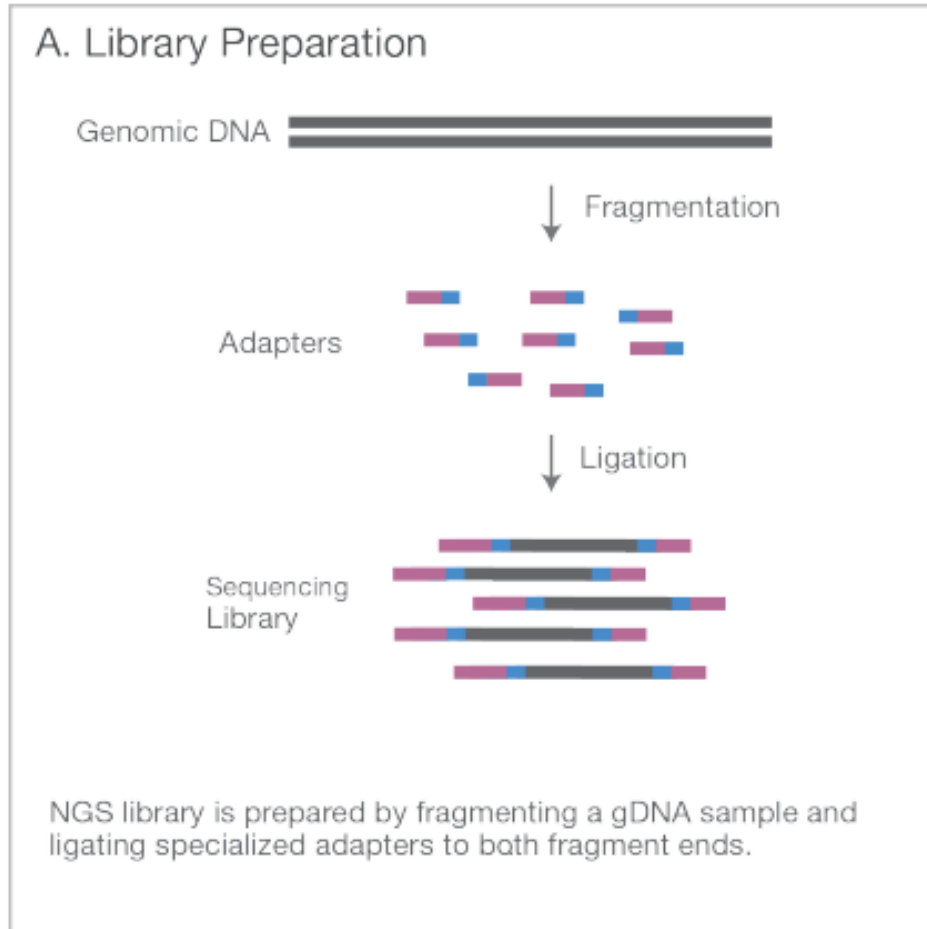 A. Library Preparation
Genomic DNA
Fragmentation
Adapters
Ligation
Sequencing
Library
NGS library is prepared by fragmenting a gDNA sample and
ligating specialized adapters to both fragment ends.